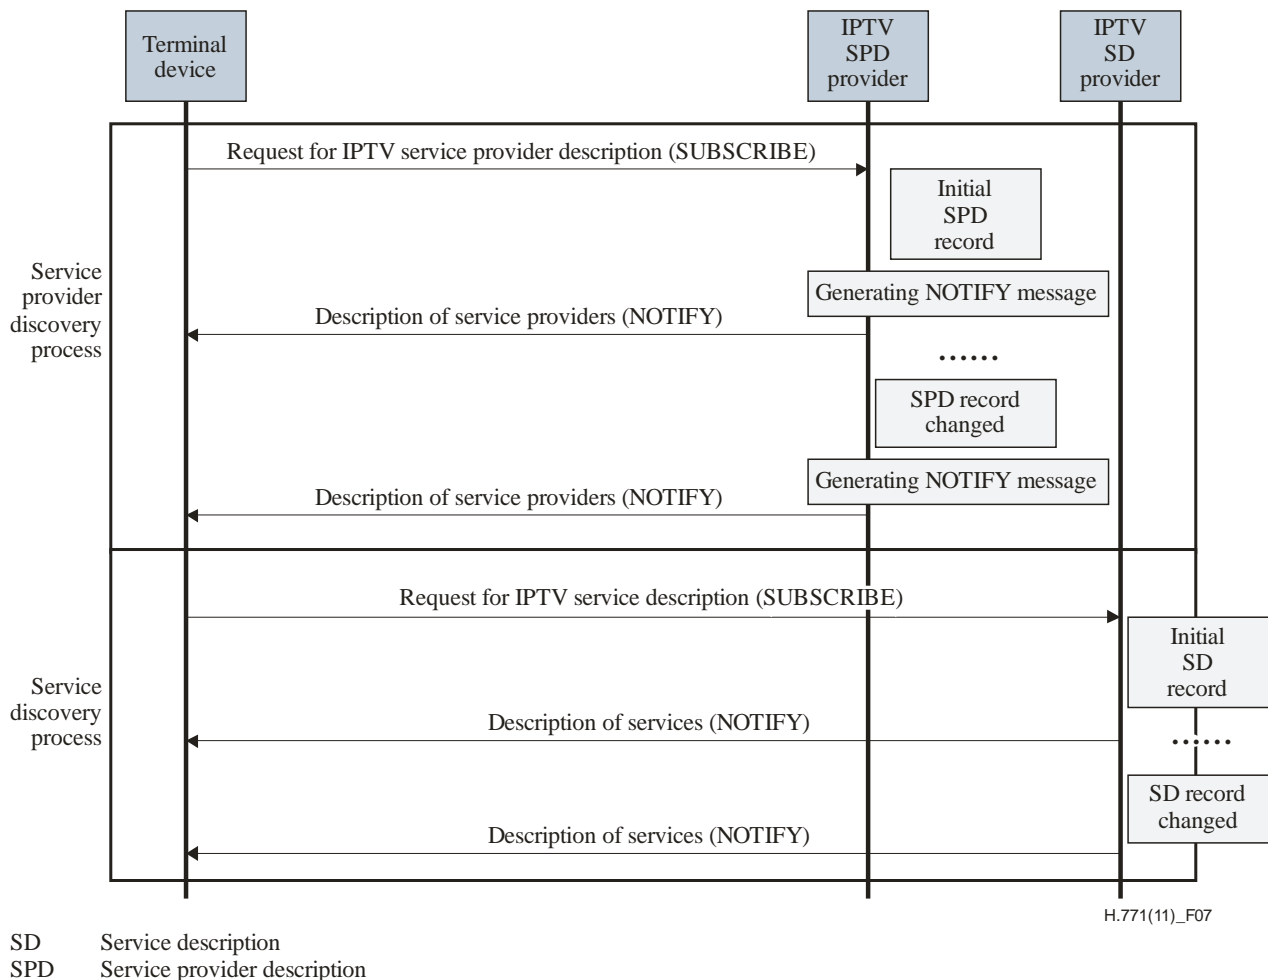 Terminal
device
IPTV
SPD
provider
IPTV
SD
provider
Request for IPTV service provider description (SUBSCRIBE)
Initial
SPD
record
Service
provider
discovery
process
Generating NOTIFY message
Description of service providers (NOTIFY)
......
SPD record
changed
Generating NOTIFY message
Description of service providers (NOTIFY)
Request for IPTV service description (SUBSCRIBE)
Initial
SD
record
Service
discovery
process
Description of services (NOTIFY)
......
SD record
changed
Description of services (NOTIFY)
H.771(11)_F07
SD Service description
SPD Service provider description